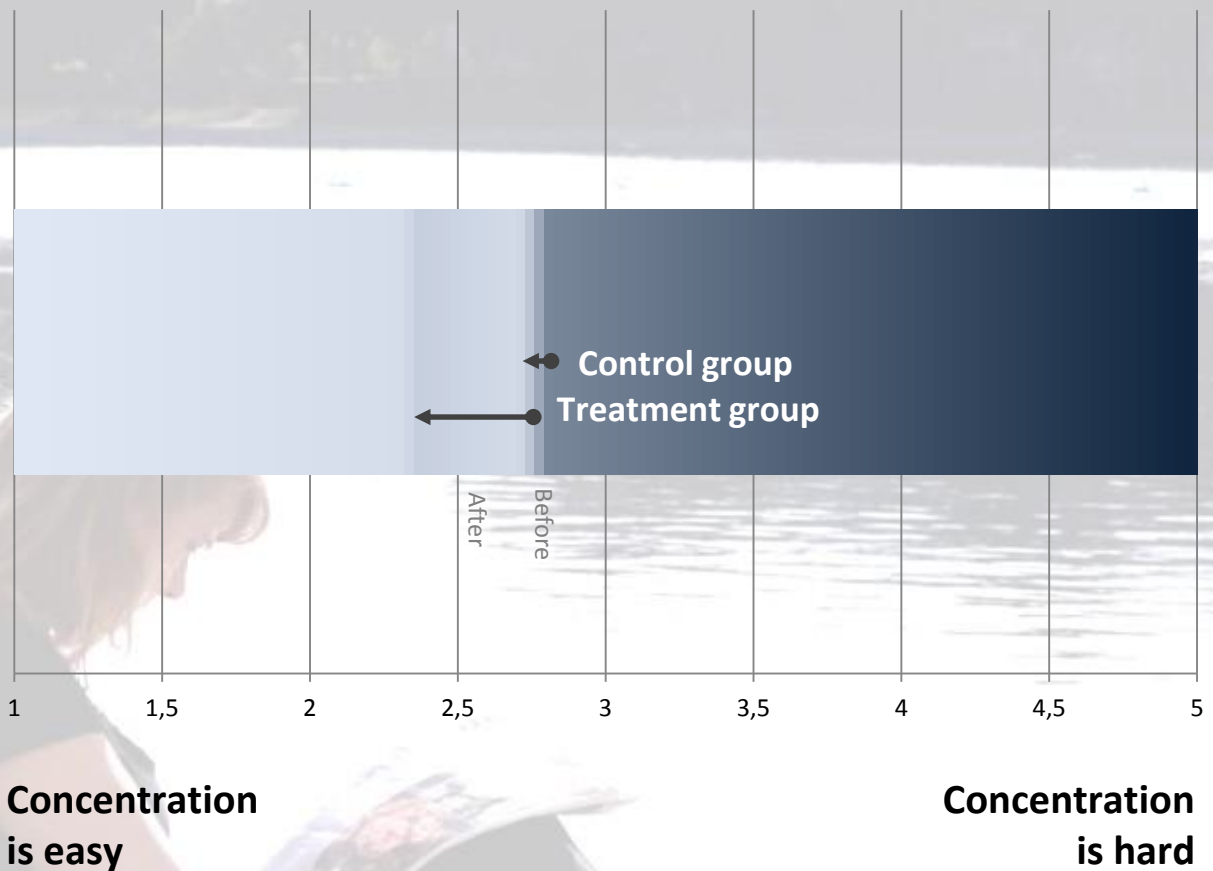 Control group
Treatment group
After
Before
1
1,5
2
2,5
3
3,5
4
4,5
5
Concentration
is easy
Concentration
is hard